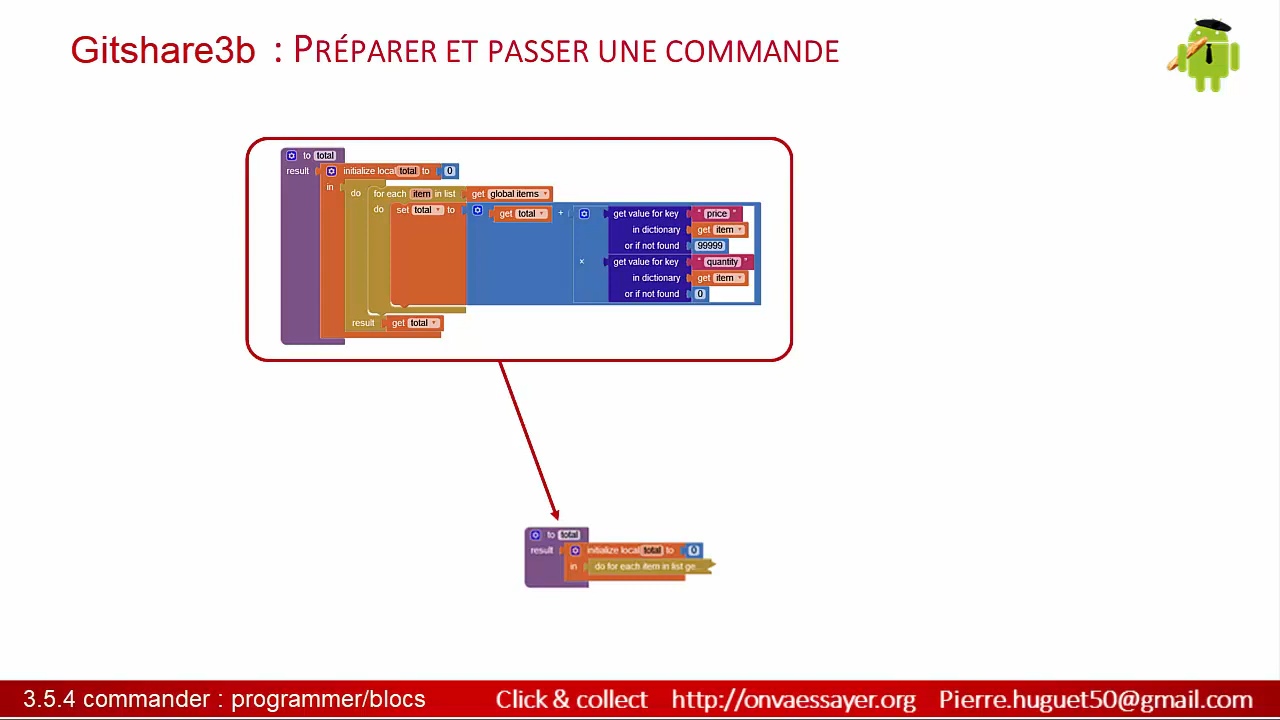 Gitshare3b : PRÉPARER ET PASSER UNE COMMANDE
to total
result initialize local total to 0
in do for each item in list get global items
do set total to get total + get value for key " price "
in dictionary get item
or if not found 99999
× get value for key " quantity "
in dictionary get item
or if not found 0
result get total
to total
result initialize local total to 0
in do for each item in list ge...
3.5.4 commander : programmer/blocs Click & collect http://onvaessayer.org Pierre.huguet50@gmail.com